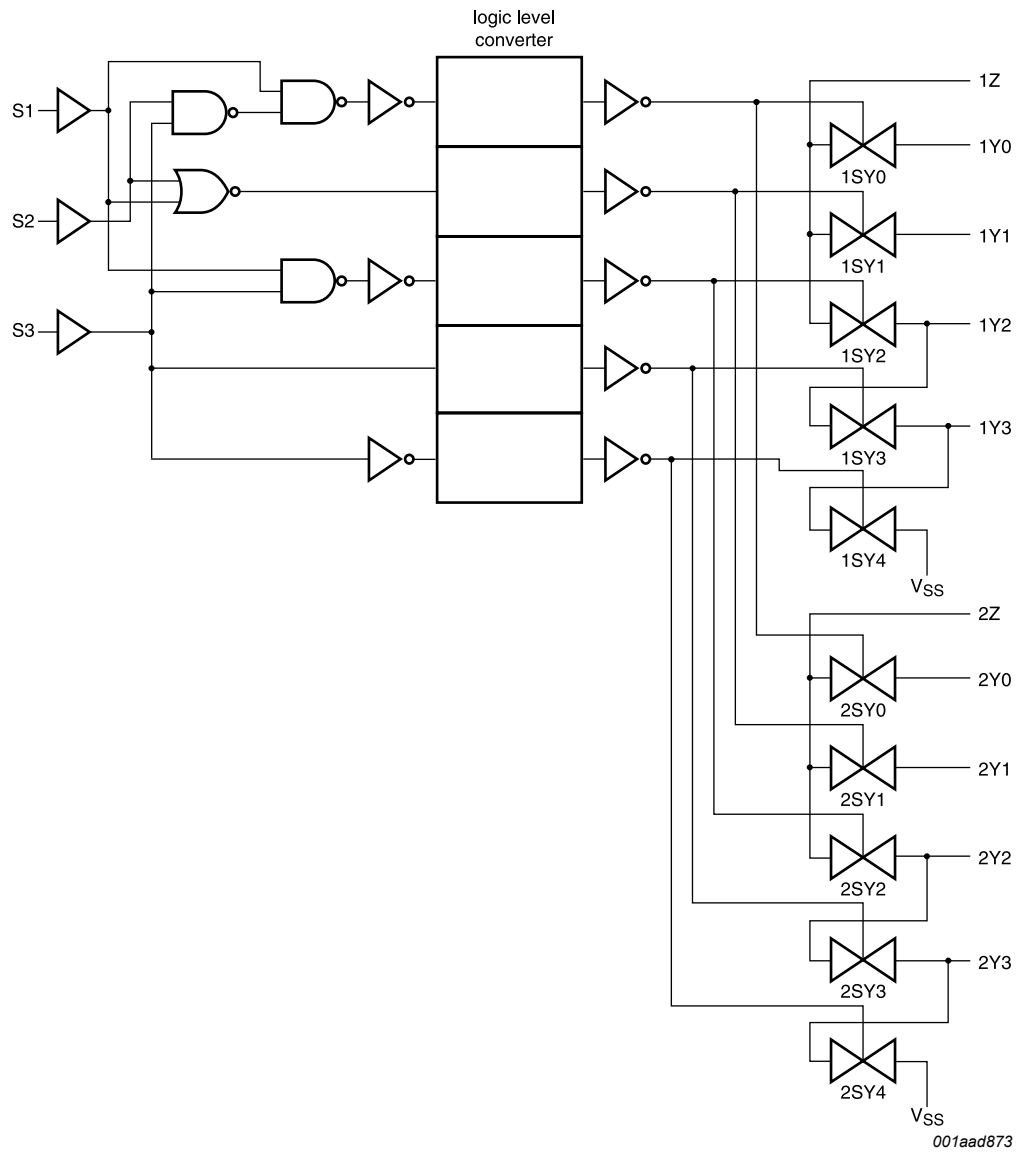 logic level
converter
S1
S2
S3
1Z
1Y0
1SY0
1Y1
1SY1
1Y2
1SY2
1Y3
1SY3
1SY4
VSS
2Z
2Y0
2SY0
2Y1
2SY1
2Y2
2SY2
2Y3
2SY3
2SY4
VSS
001aad873